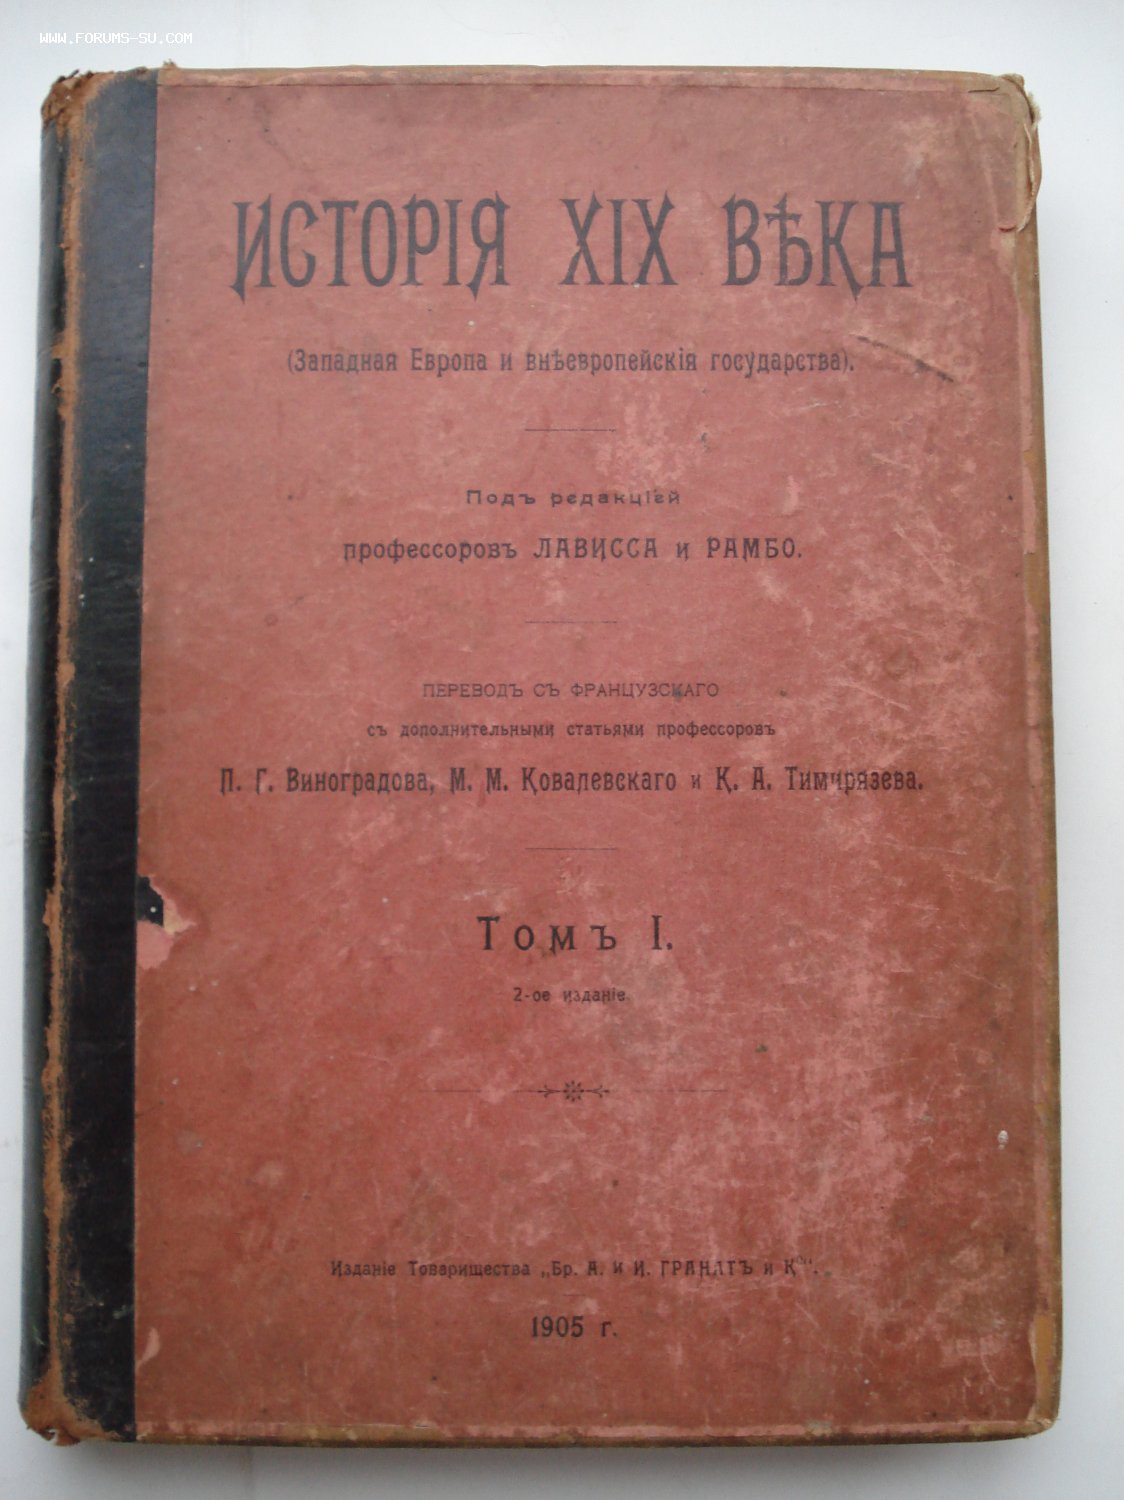 WWW.FORUMS-SU.COM
ИСТОРІЯ XIX ВѢКА
(Западная Европа и внѣевропейскія государства).
Подъ редакціей
профессоровъ ЛАВИССА и РАМБО.
ПЕРЕВОДЪ СЪ ФРАНЦУЗСКАГО
съ дополнительными статьями профессоровъ
П. Г. Виноградова, М. М. Ковалевскаго и К. А. Тимирязева.
Томъ I.
2-ое изданіе.
Изданіе Товарищества „Бр. А. и И. ГРАНАТЪ и Кº“.
1905 г.